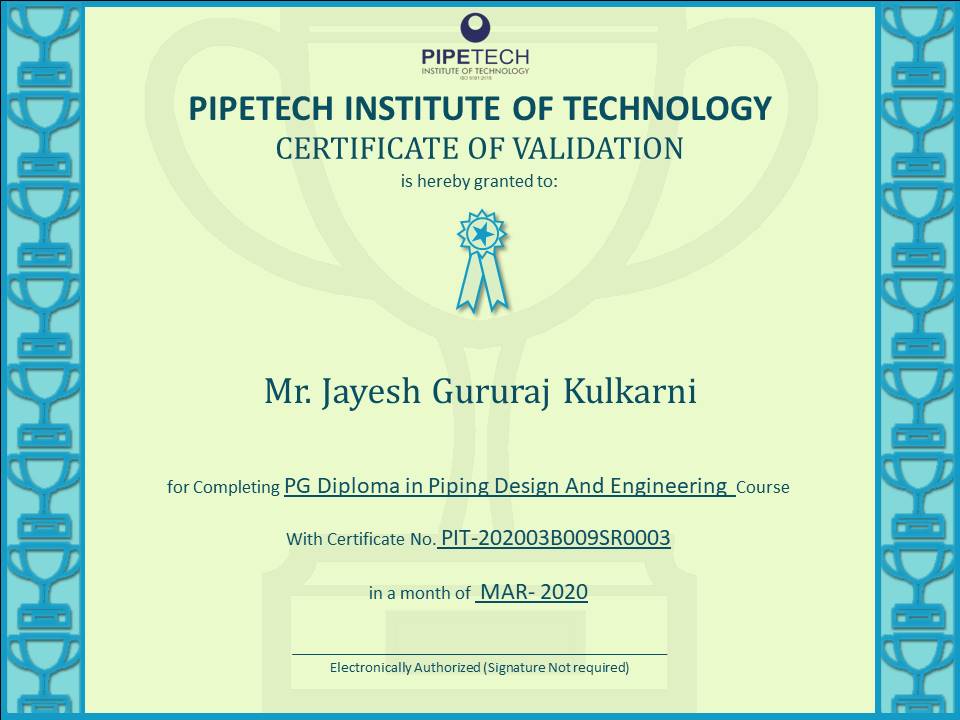 PIPETECH
INSTITUTE OF TECHNOLOGY
ISO 9001:2015
PIPETECH INSTITUTE OF TECHNOLOGY
CERTIFICATE OF VALIDATION
is hereby granted to:
Mr. Jayesh Gururaj Kulkarni
for Completing PG Diploma in Piping Design And Engineering Course
With Certificate No. PIT-202003B009SR0003
in a month of MAR- 2020
Electronically Authorized (Signature Not required)